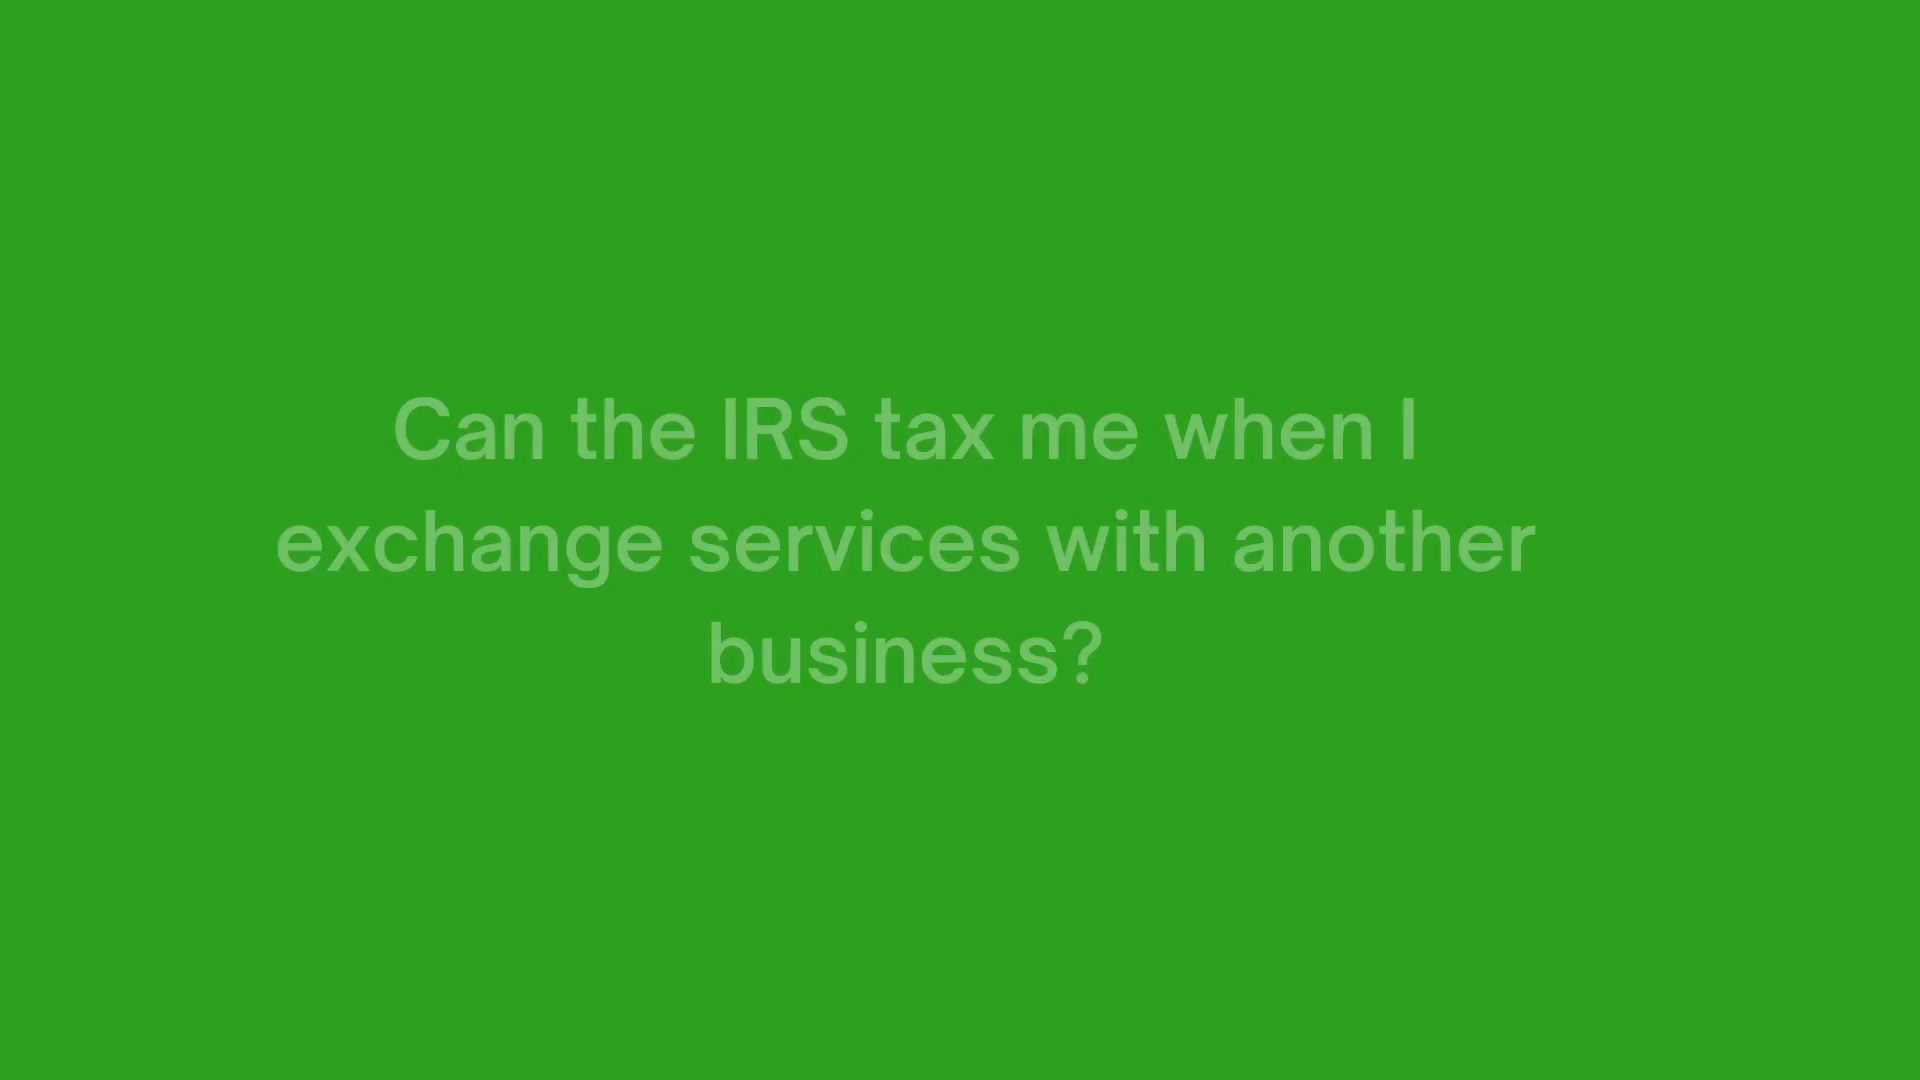 Can the IRS tax me when I
exchange services with another
business?